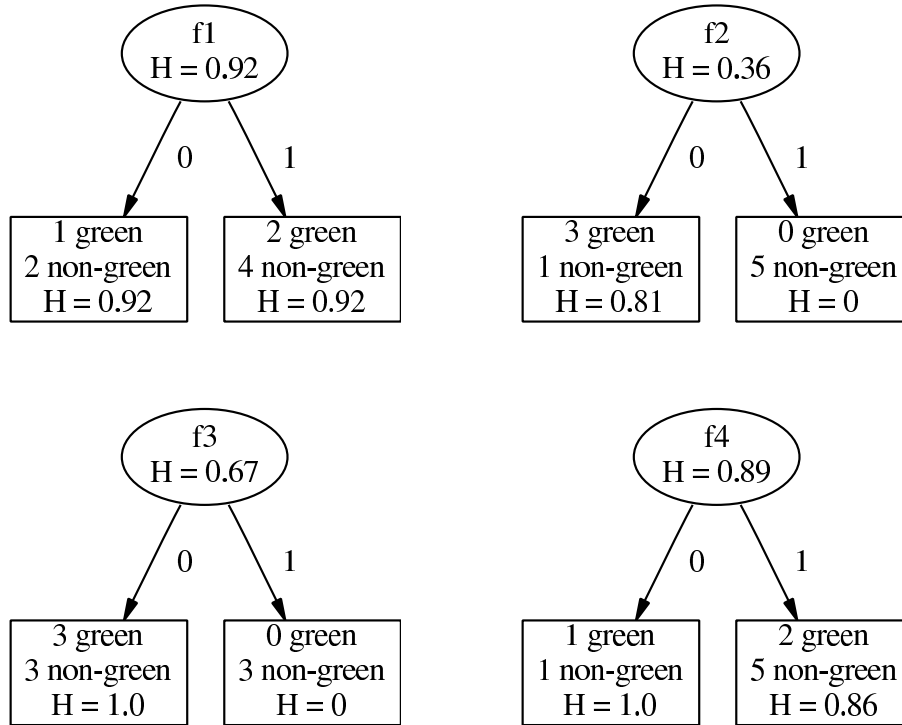 f1
H = 0.92
0
1
1 green
2 non-green
H = 0.92
2 green
4 non-green
H = 0.92
f2
H = 0.36
0
1
3 green
1 non-green
H = 0.81
0 green
5 non-green
H = 0
f3
H = 0.67
0
1
3 green
3 non-green
H = 1.0
0 green
3 non-green
H = 0
f4
H = 0.89
0
1
1 green
1 non-green
H = 1.0
2 green
5 non-green
H = 0.86